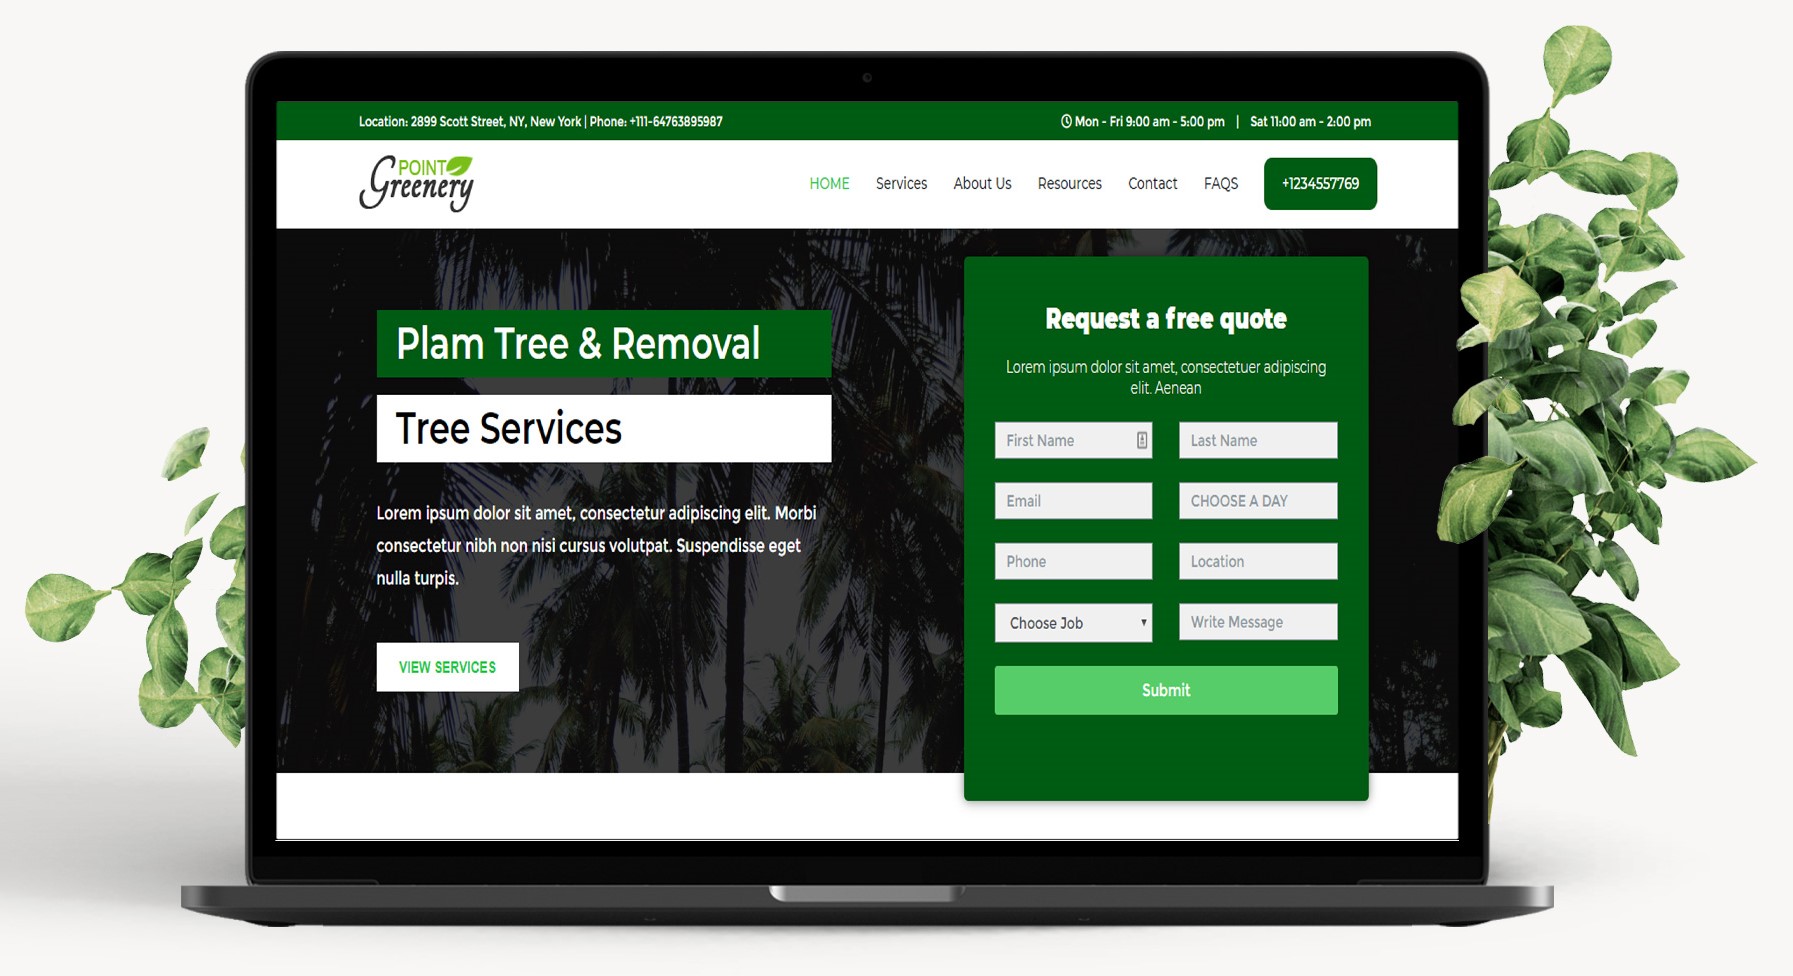 Location: 2899 Scott Street, NY, New York | Phone: +111-64763895987
Mon - Fri 9:00 am - 5:00 pm | Sat 11:00 am - 2:00 pm
POINT
Greenery
HOME Services About Us Resources Contact FAQS +1234557769
Plam Tree & Removal
Tree Services
Lorem ipsum dolor sit amet, consectetur adipiscing elit. Morbi
consectetur nibh non nisi cursus volutpat. Suspendisse eget
nulla turpis.
VIEW SERVICES
Request a free quote
Lorem ipsum dolor sit amet, consectetuer adipiscing
elit. Aenean
First Name Last Name
Email CHOOSE A DAY
Phone Location
Choose Job Write Message
Submit